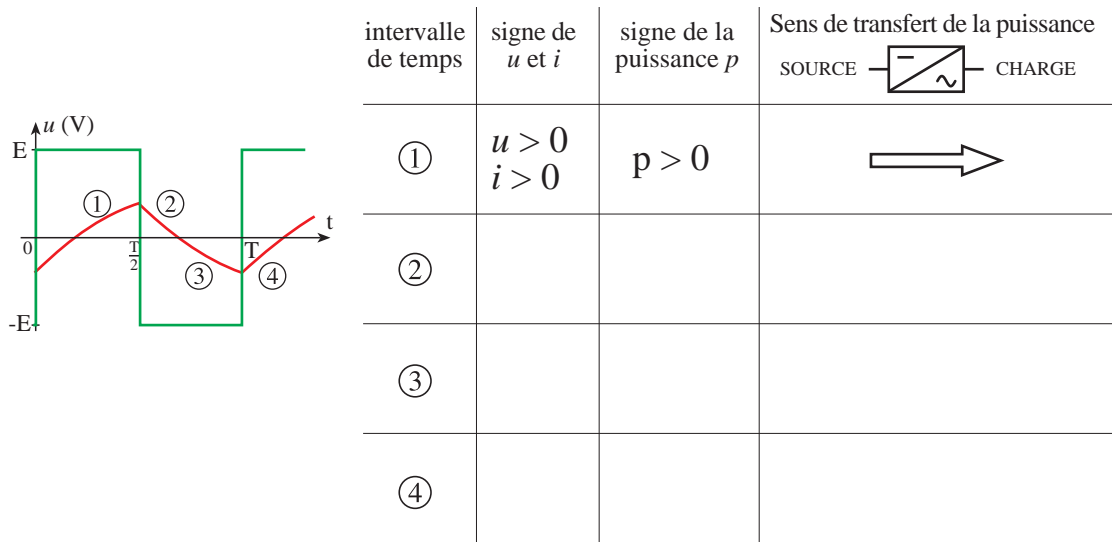 u (V)
E
① ②
t
0
T
2
T
③ ④
-E
intervalle
de temps
signe de
u et i
signe de la
puissance p
Sens de transfert de la puissance
SOURCE CHARGE
①
u > 0
i > 0
p > 0
②
③
④